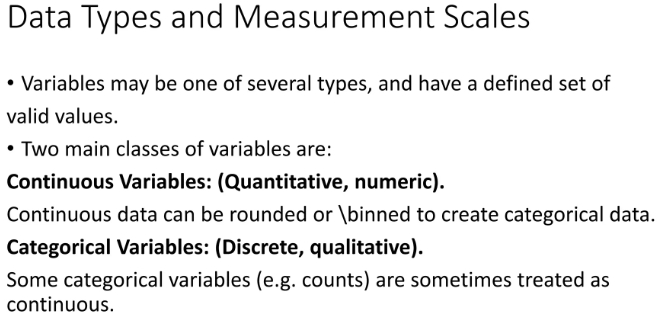 Data Types and Measurement Scales
• Variables may be one of several types, and have a defined set of
valid values.
• Two main classes of variables are:
Continuous Variables: (Quantitative, numeric).
Continuous data can be rounded or \binned to create categorical data.
Categorical Variables: (Discrete, qualitative).
Some categorical variables (e.g. counts) are sometimes treated as
continuous.